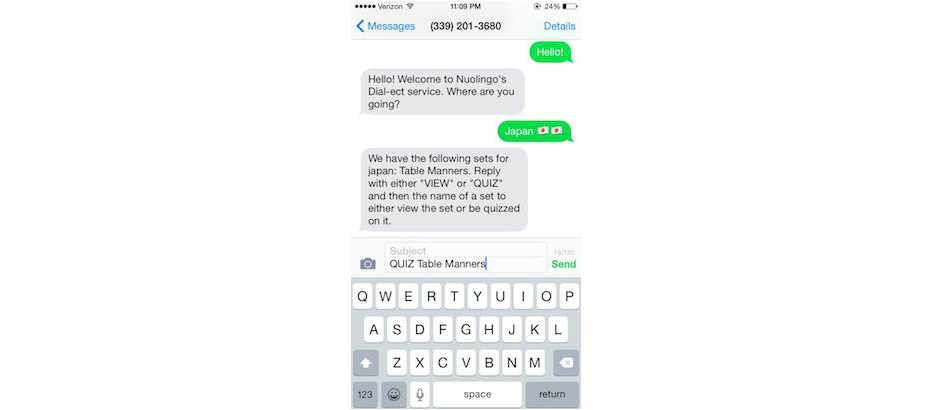 Verizon 11:09 PM 24%
Messages (339) 201-3680 Details
Hello!
Hello! Welcome to Nuolingo's
Dial-ect service. Where are you
going?
Japan 🇯🇵🇯🇵
We have the following sets for
japan: Table Manners. Reply
with either "VIEW" or "QUIZ"
and then the name of a set to
either view the set or be quizzed
on it.
Subject
QUIZ Table Manners Send
Q W E R T Y U I O P
A S D F G H J K L
Z X C V B N M
123 space return